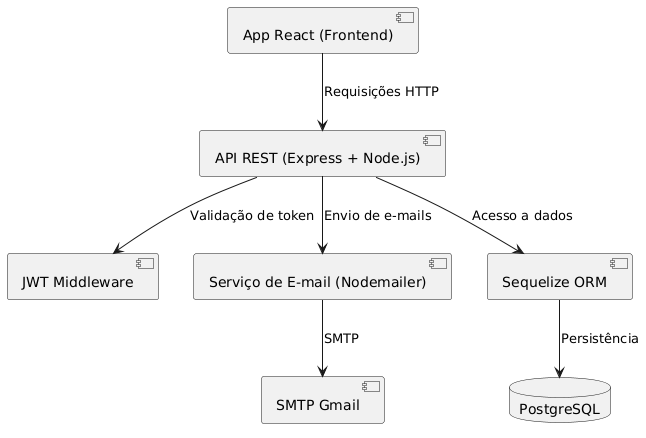 App React (Frontend)
Requisições HTTP
API REST (Express + Node.js)
Validação de token
Envio de e-mails
Acesso a dados
JWT Middleware
Serviço de E-mail (Nodemailer)
Sequelize ORM
SMTP
Persistência
SMTP Gmail
PostgreSQL